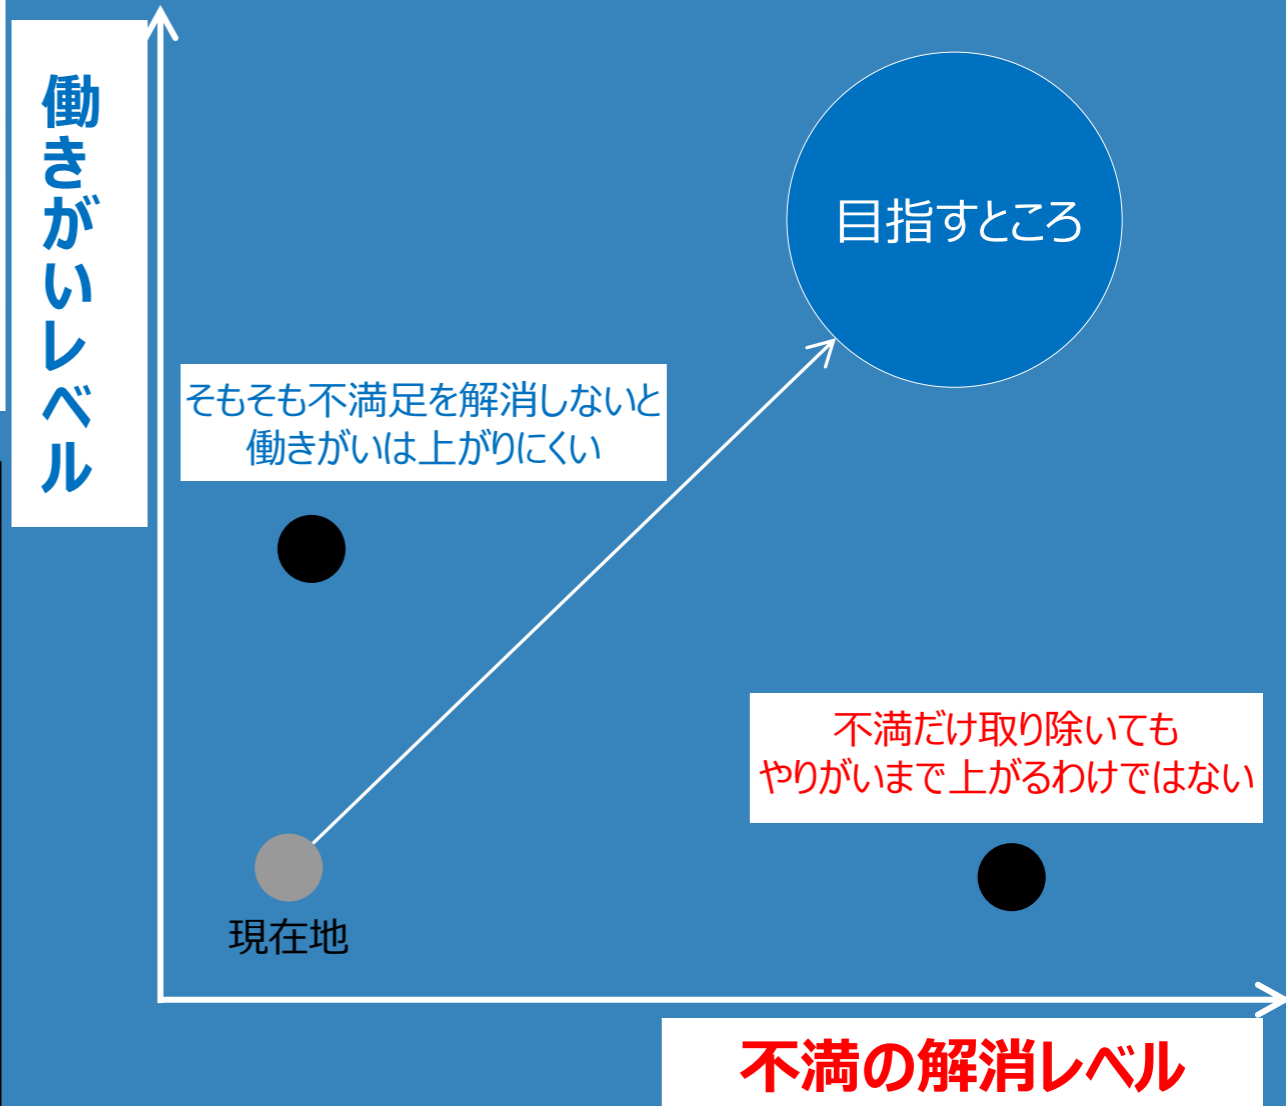 働きがいレベル
目指すところ
そもそも不満足を解消しないと
働きがいは上がりにくい
不満だけ取り除いても
やりがいまで上がるわけではない
現在地
不満の解消レベル